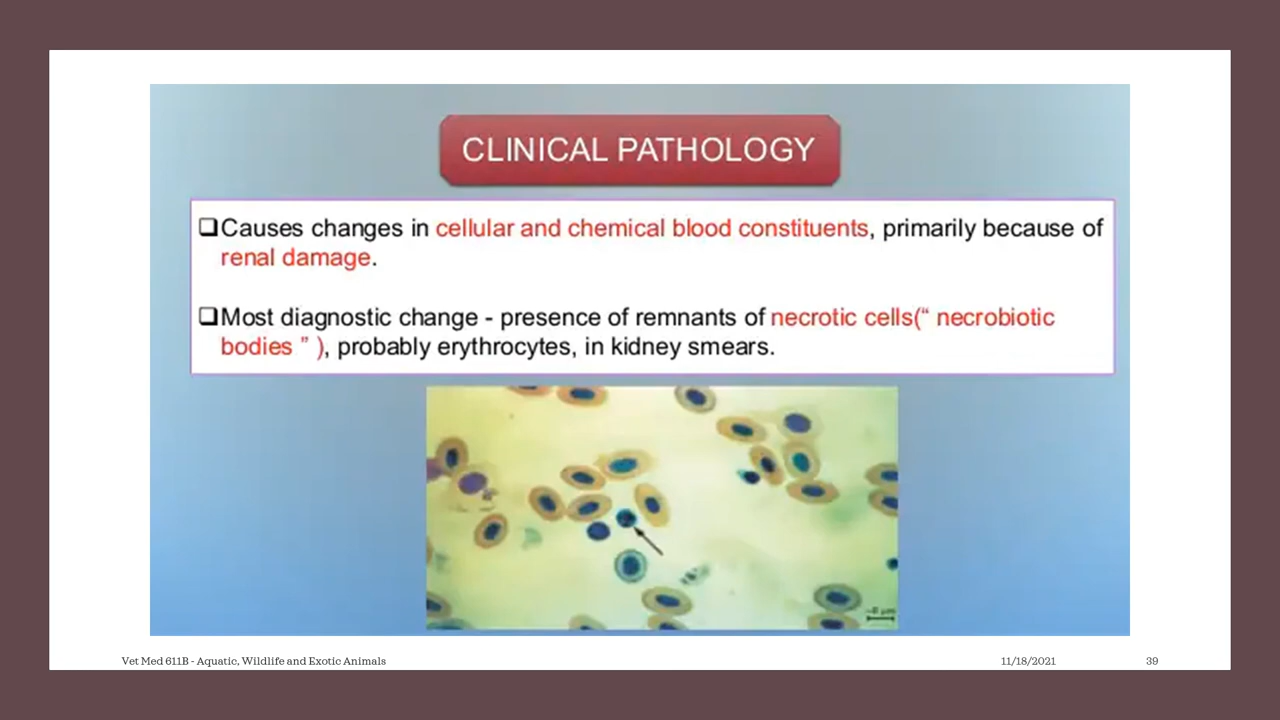 CLINICAL PATHOLOGY
❑Causes changes in cellular and chemical blood constituents, primarily because of
renal damage.
❑Most diagnostic change - presence of remnants of necrotic cells(“ necrobiotic
bodies ” ), probably erythrocytes, in kidney smears.
Vet Med 611B - Aquatic, Wildlife and Exotic Animals
11/18/2021
39